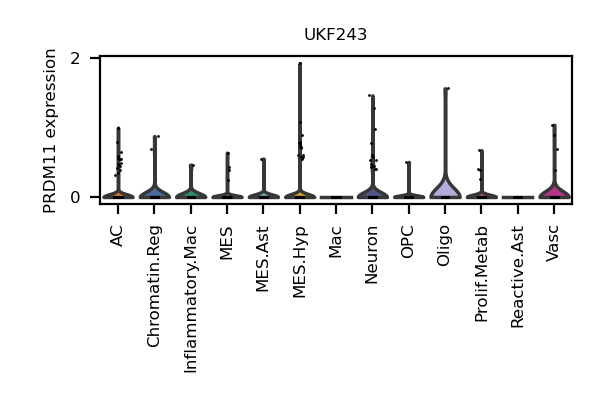 UKF243
PRDM11 expression
2
0
AC
Chromatin.Reg
Inflammatory.Mac
MES
MES.Ast
MES.Hyp
Mac
Neuron
OPC
Oligo
Prolif.Metab
Reactive.Ast
Vasc